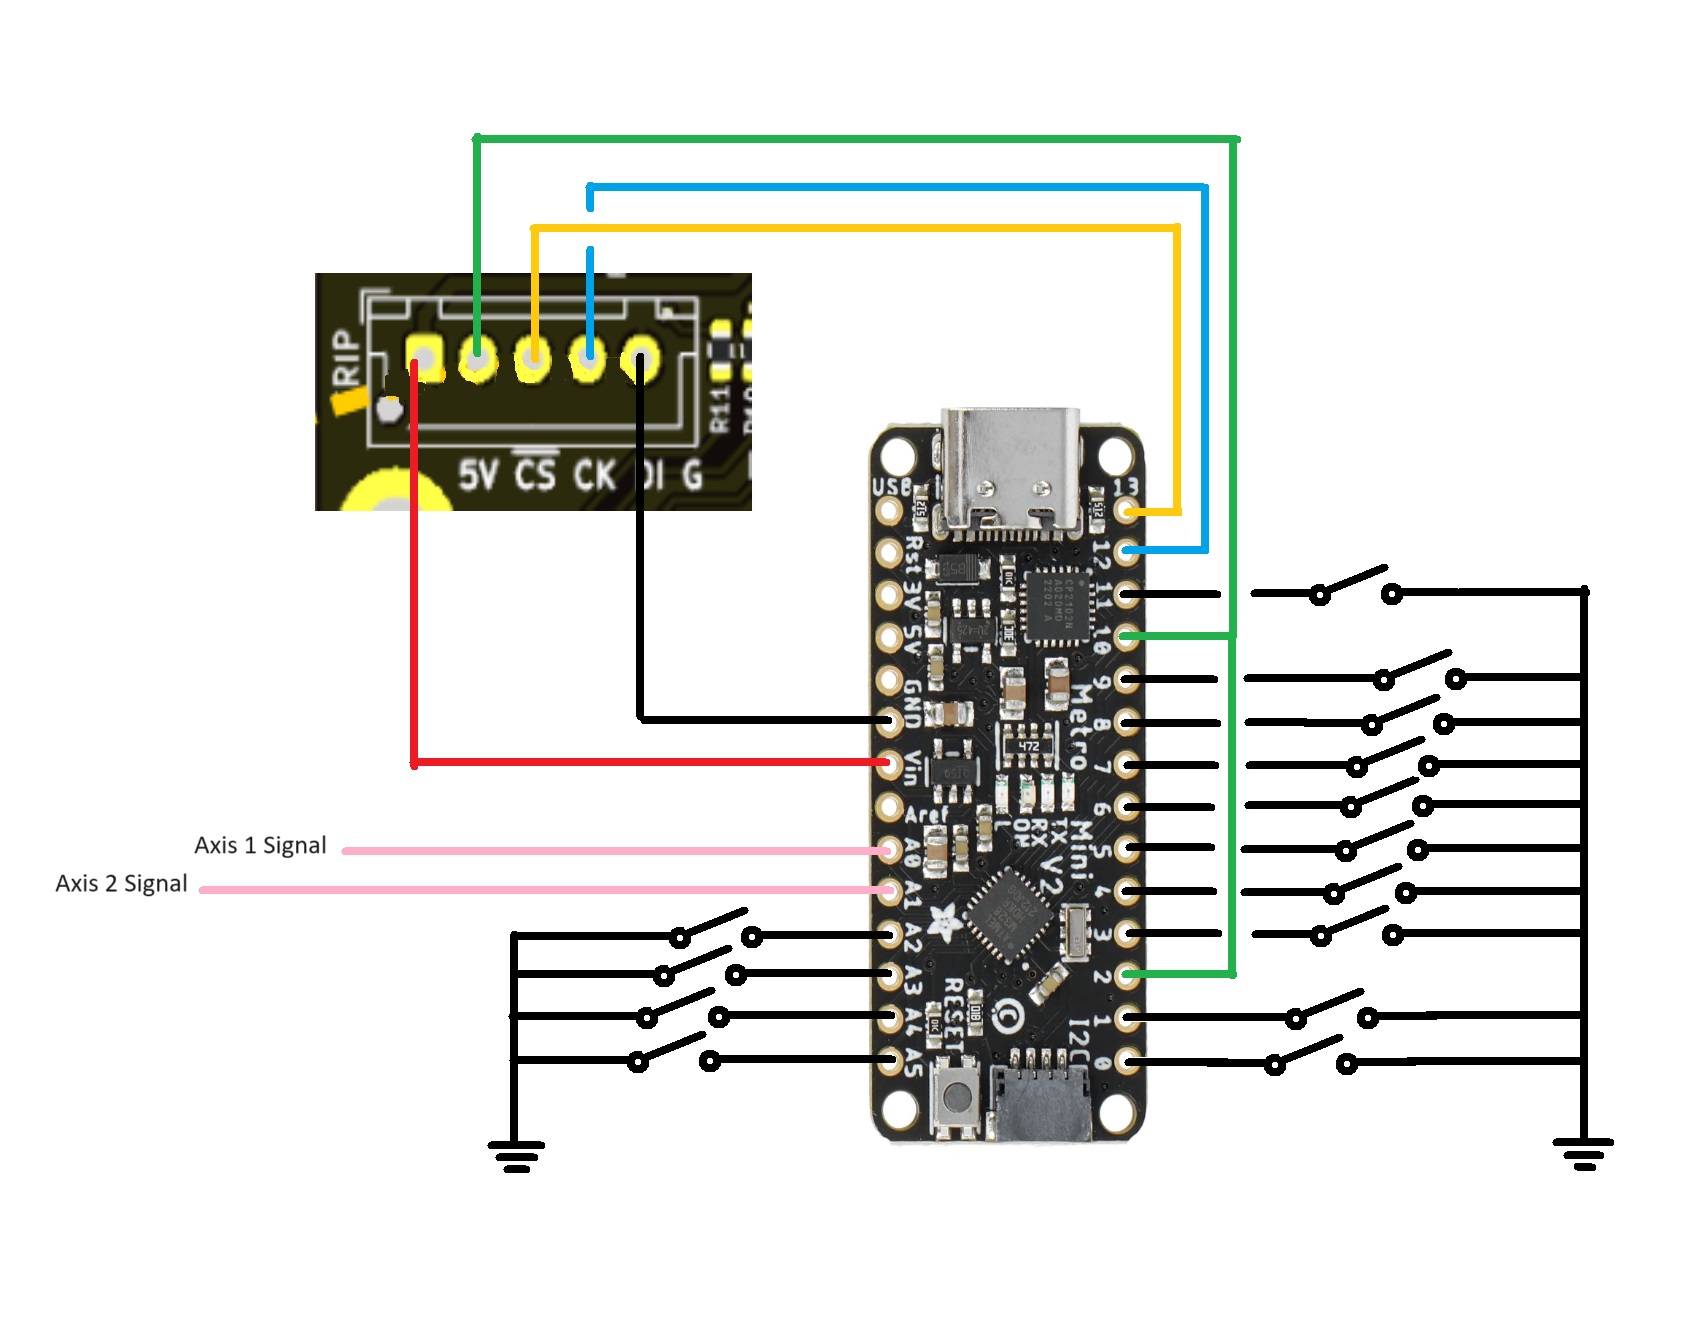 RIP
5V CS CK DI G
R11
USB
13
Rst
12
3V
11
5V
10
9
GND
8
Vin
7
Aref
6
A0
5
A1
4
A2
3
A3
2
A4
1
A5
0
Metro
Mini
V2
L
ON
RX
TX
472
CP2102N
RESET
I2C
Axis 1 Signal
Axis 2 Signal